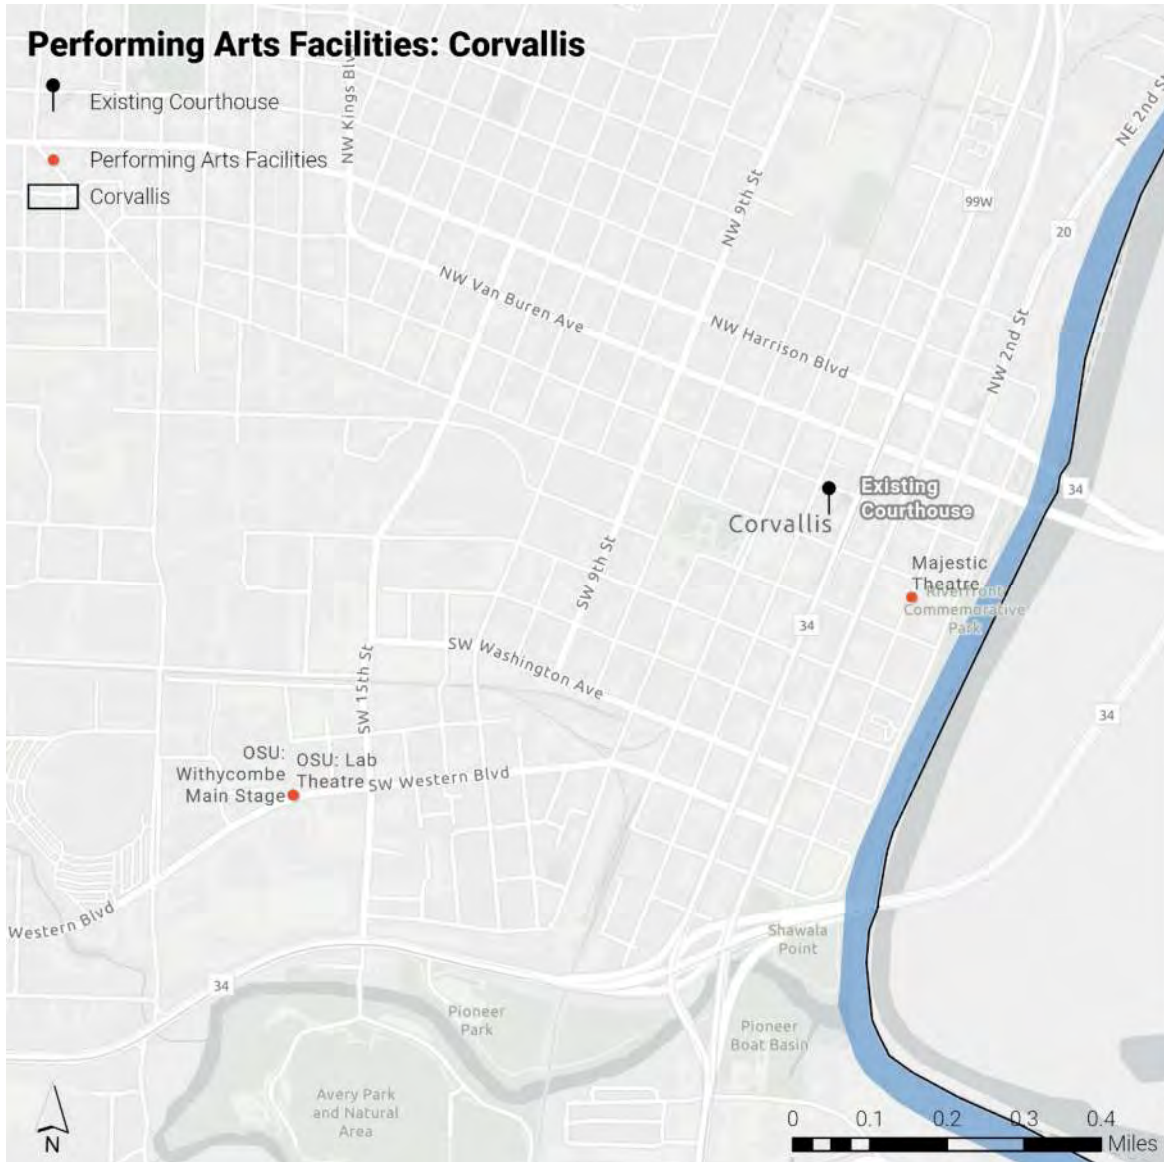 Performing Arts Facilities: Corvallis
Existing Courthouse
Performing Arts Facilities
Corvallis
NW Kings Blvd
NW 9th St
NE 2nd St
99W
20
NW Van Buren Ave
NW Harrison Blvd
NW 2nd St
Existing
Courthouse
34
Corvallis
SW 9th St
Majestic
Theatre
Riverfront
Commemorative
Park
34
SW Washington Ave
SW 15th St
34
OSU:
Withycombe
Main Stage
OSU: Lab
Theatre
SW Western Blvd
Western Blvd
Shawala
Point
34
Pioneer
Park
Pioneer
Boat Basin
Avery Park
and Natural
Area
N
0 0.1 0.2 0.3 0.4
Miles